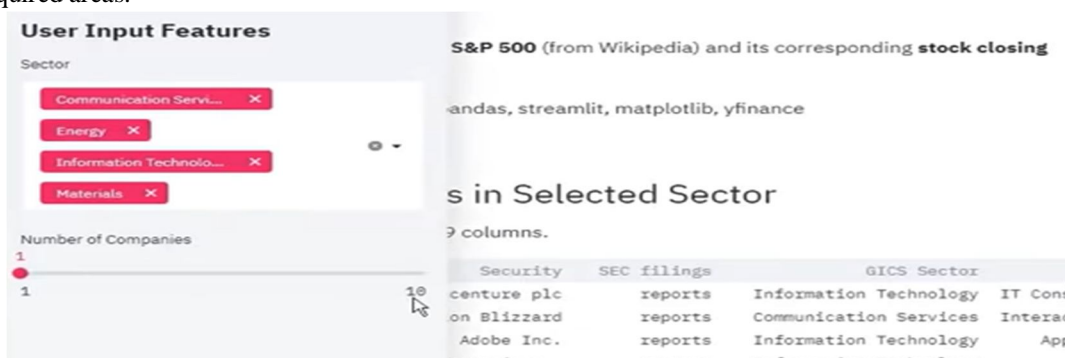 quired areas.
User Input Features
Sector
Communication Servi...
Energy
Information Technolo...
Materials
Number of Companies
1
1 10
S&P 500 (from Wikipedia) and its corresponding stock closing
andas, streamlit, matplotlib, yfinance
s in Selected Sector
9 columns.
Security SEC filings GICS Sector
centure plc reports Information Technology IT Cons
on Blizzard reports Communication Services Interac
Adobe Inc. reports Information Technology App